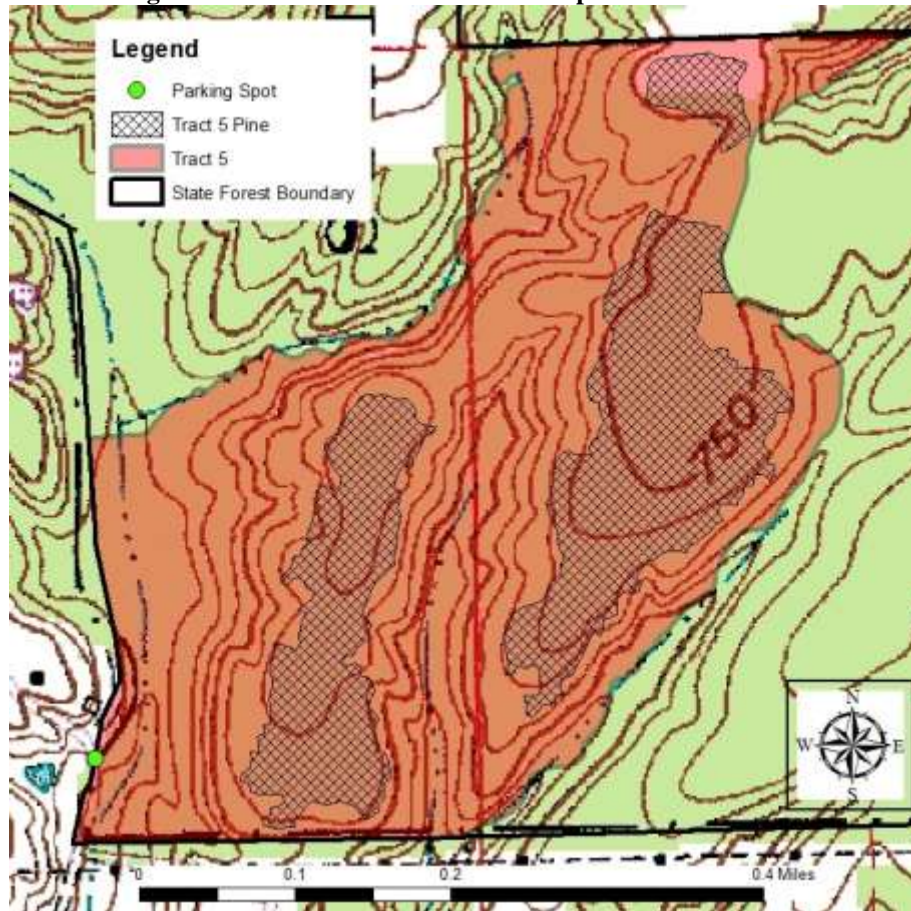 Legend
Parking Spot
Tract 5 Pine
Tract 5
State Forest Boundary
750
N
W E
S
0 0.1 0.2 0.4 Miles